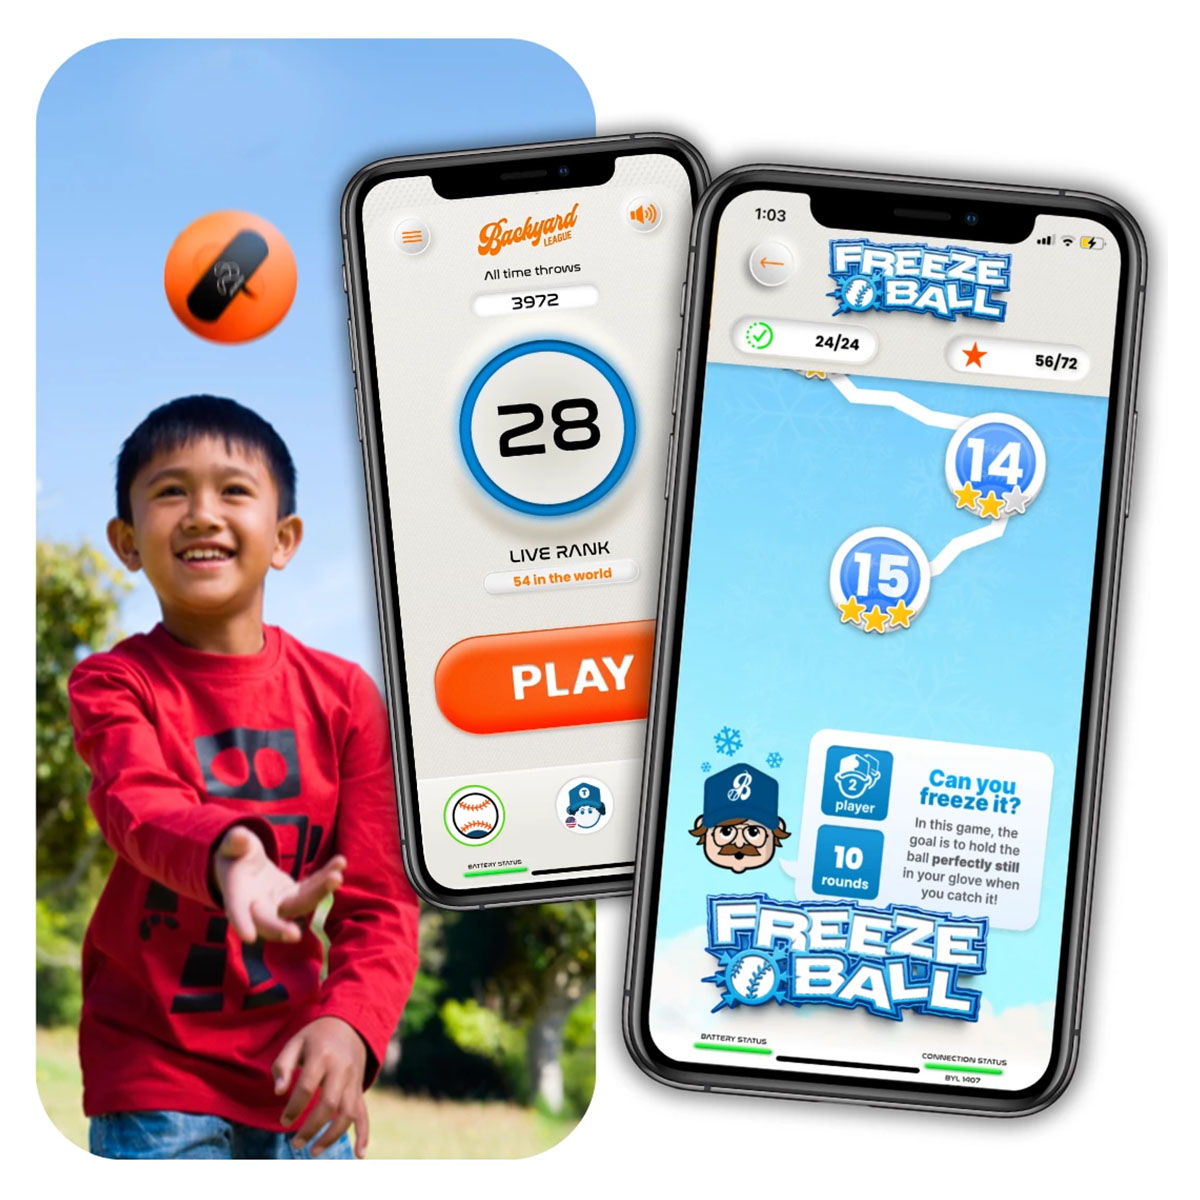 Backyard
LEAGUE
All time throws
3972
28
LIVE RANK
54 in the world
PLAY
T
BATTERY STATUS
1:03
FREEZE
BALL
24/24
56/72
14
15
B
2
player
10
rounds
Can you
freeze it?
In this game, the
goal is to hold the
ball perfectly still
in your glove when
you catch it!
FREEZE
BALL
BATTERY STATUS
CONNECTION STATUS
BYL 1407